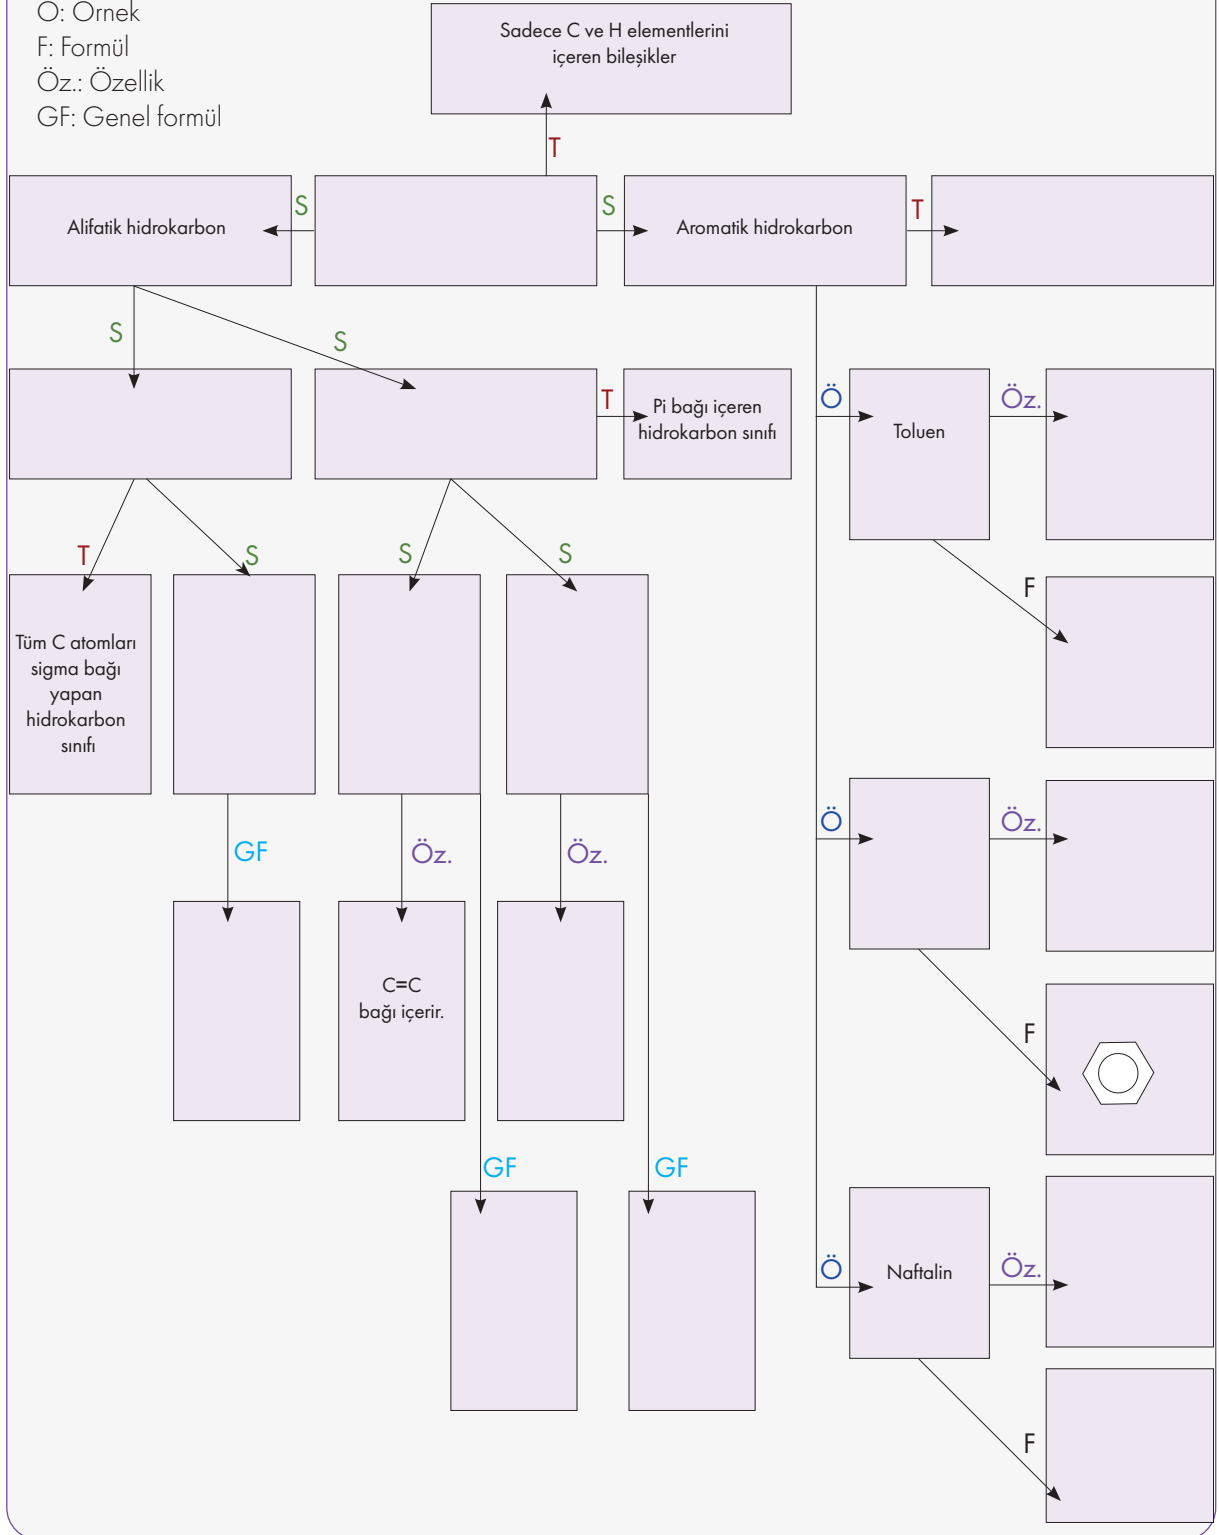 Ö: Örnek
F: Formül
Öz.: Özellik
GF: Genel formül
Sadece C ve H elementlerini
içeren bileşikler
T
Alifatik hidrokarbon
S
S
Aromatik hidrokarbon
T
S
S
T
Pi bağı içeren
hidrokarbon sınıfı
Ö
Toluen
Öz.
F
T
S
S
S
Tüm C atomları
sigma bağı
yapan
hidrokarbon
sınıfı
GF
Öz.
Öz.
Ö
Öz.
C=C
bağı içerir.
F
GF
GF
Ö
Naftalin
Öz.
F